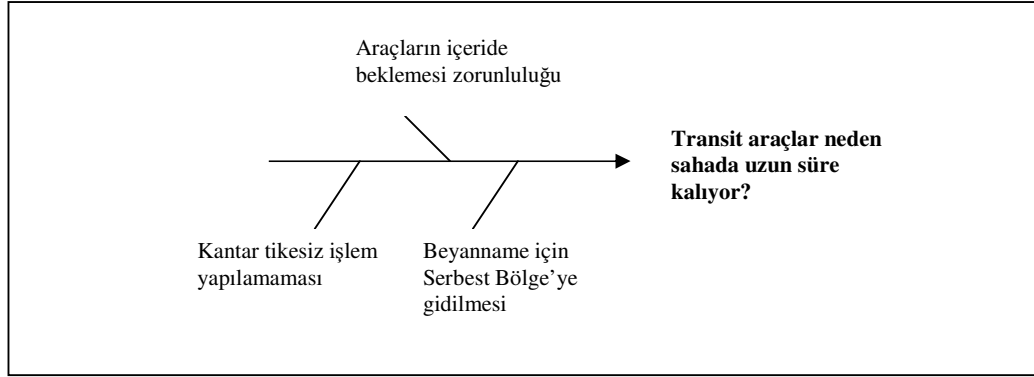 Araçların içeride
beklemesi zorunluluğu
Transit araçlar neden
sahada uzun süre
kalıyor?
Kantar tikesiz işlem
yapılamaması
Beyanname için
Serbest Bölge’ye
gidilmesi